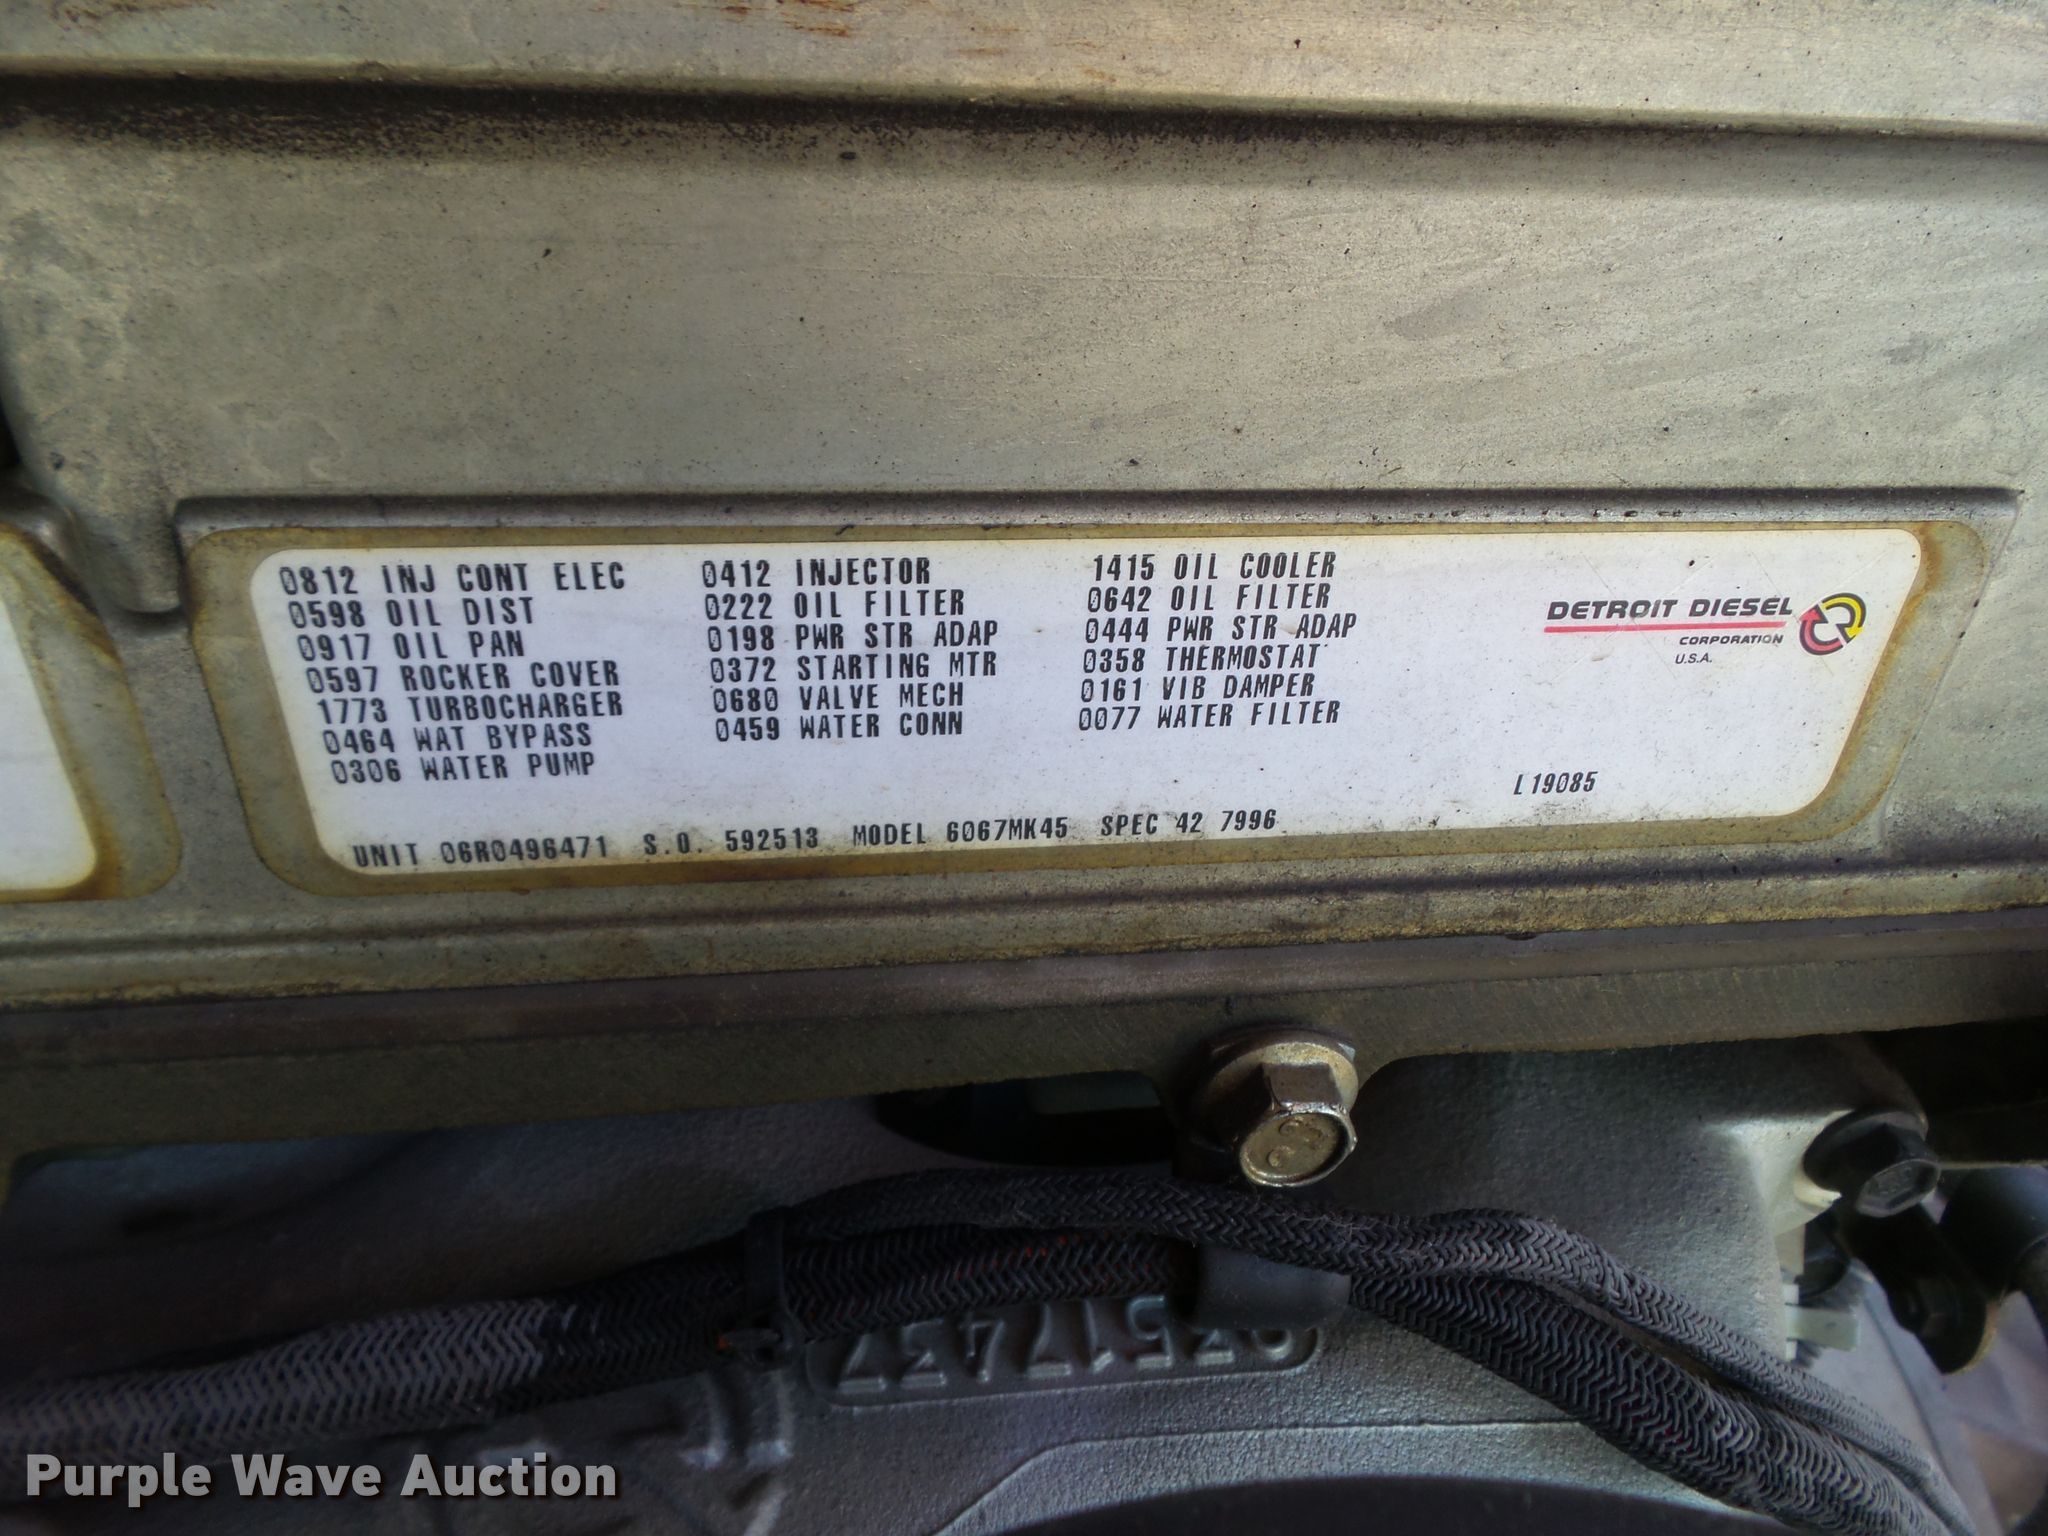 0812 INJ CONT ELEC 0412 INJECTOR 1415 OIL COOLER
0598 OIL DIST 0222 OIL FILTER 0642 OIL FILTER
0917 OIL PAN 0198 PWR STR ADAP 0444 PWR STR ADAP
0597 ROCKER COVER 0372 STARTING MTR 0358 THERMOSTAT
1773 TURBOCHARGER 0680 VALVE MECH 0161 VIB DAMPER
0464 WAT BYPASS 0459 WATER CONN 0077 WATER FILTER
0306 WATER PUMP
DETROIT DIESEL
CORPORATION
U.S.A.
L19085
UNIT 06R0496471 S.O. 592513 MODEL 6067MK45 SPEC 42 7996
23517437
Purple Wave Auction